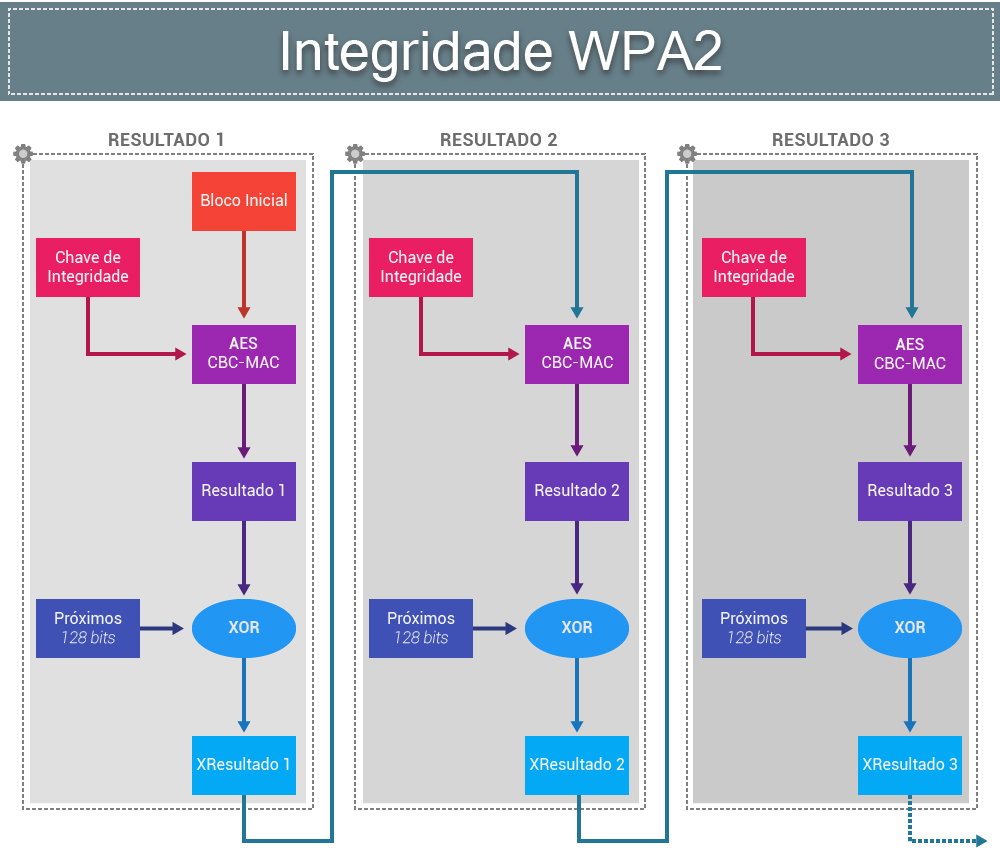 Integridade WPA2
RESULTADO 1
Bloco Inicial
Chave de
Integridade
AES
CBC-MAC
Resultado 1
Próximos
128 bits
XOR
XResultado 1
RESULTADO 2
Chave de
Integridade
AES
CBC-MAC
Resultado 2
Próximos
128 bits
XOR
XResultado 2
RESULTADO 3
Chave de
Integridade
AES
CBC-MAC
Resultado 3
Próximos
128 bits
XOR
XResultado 3